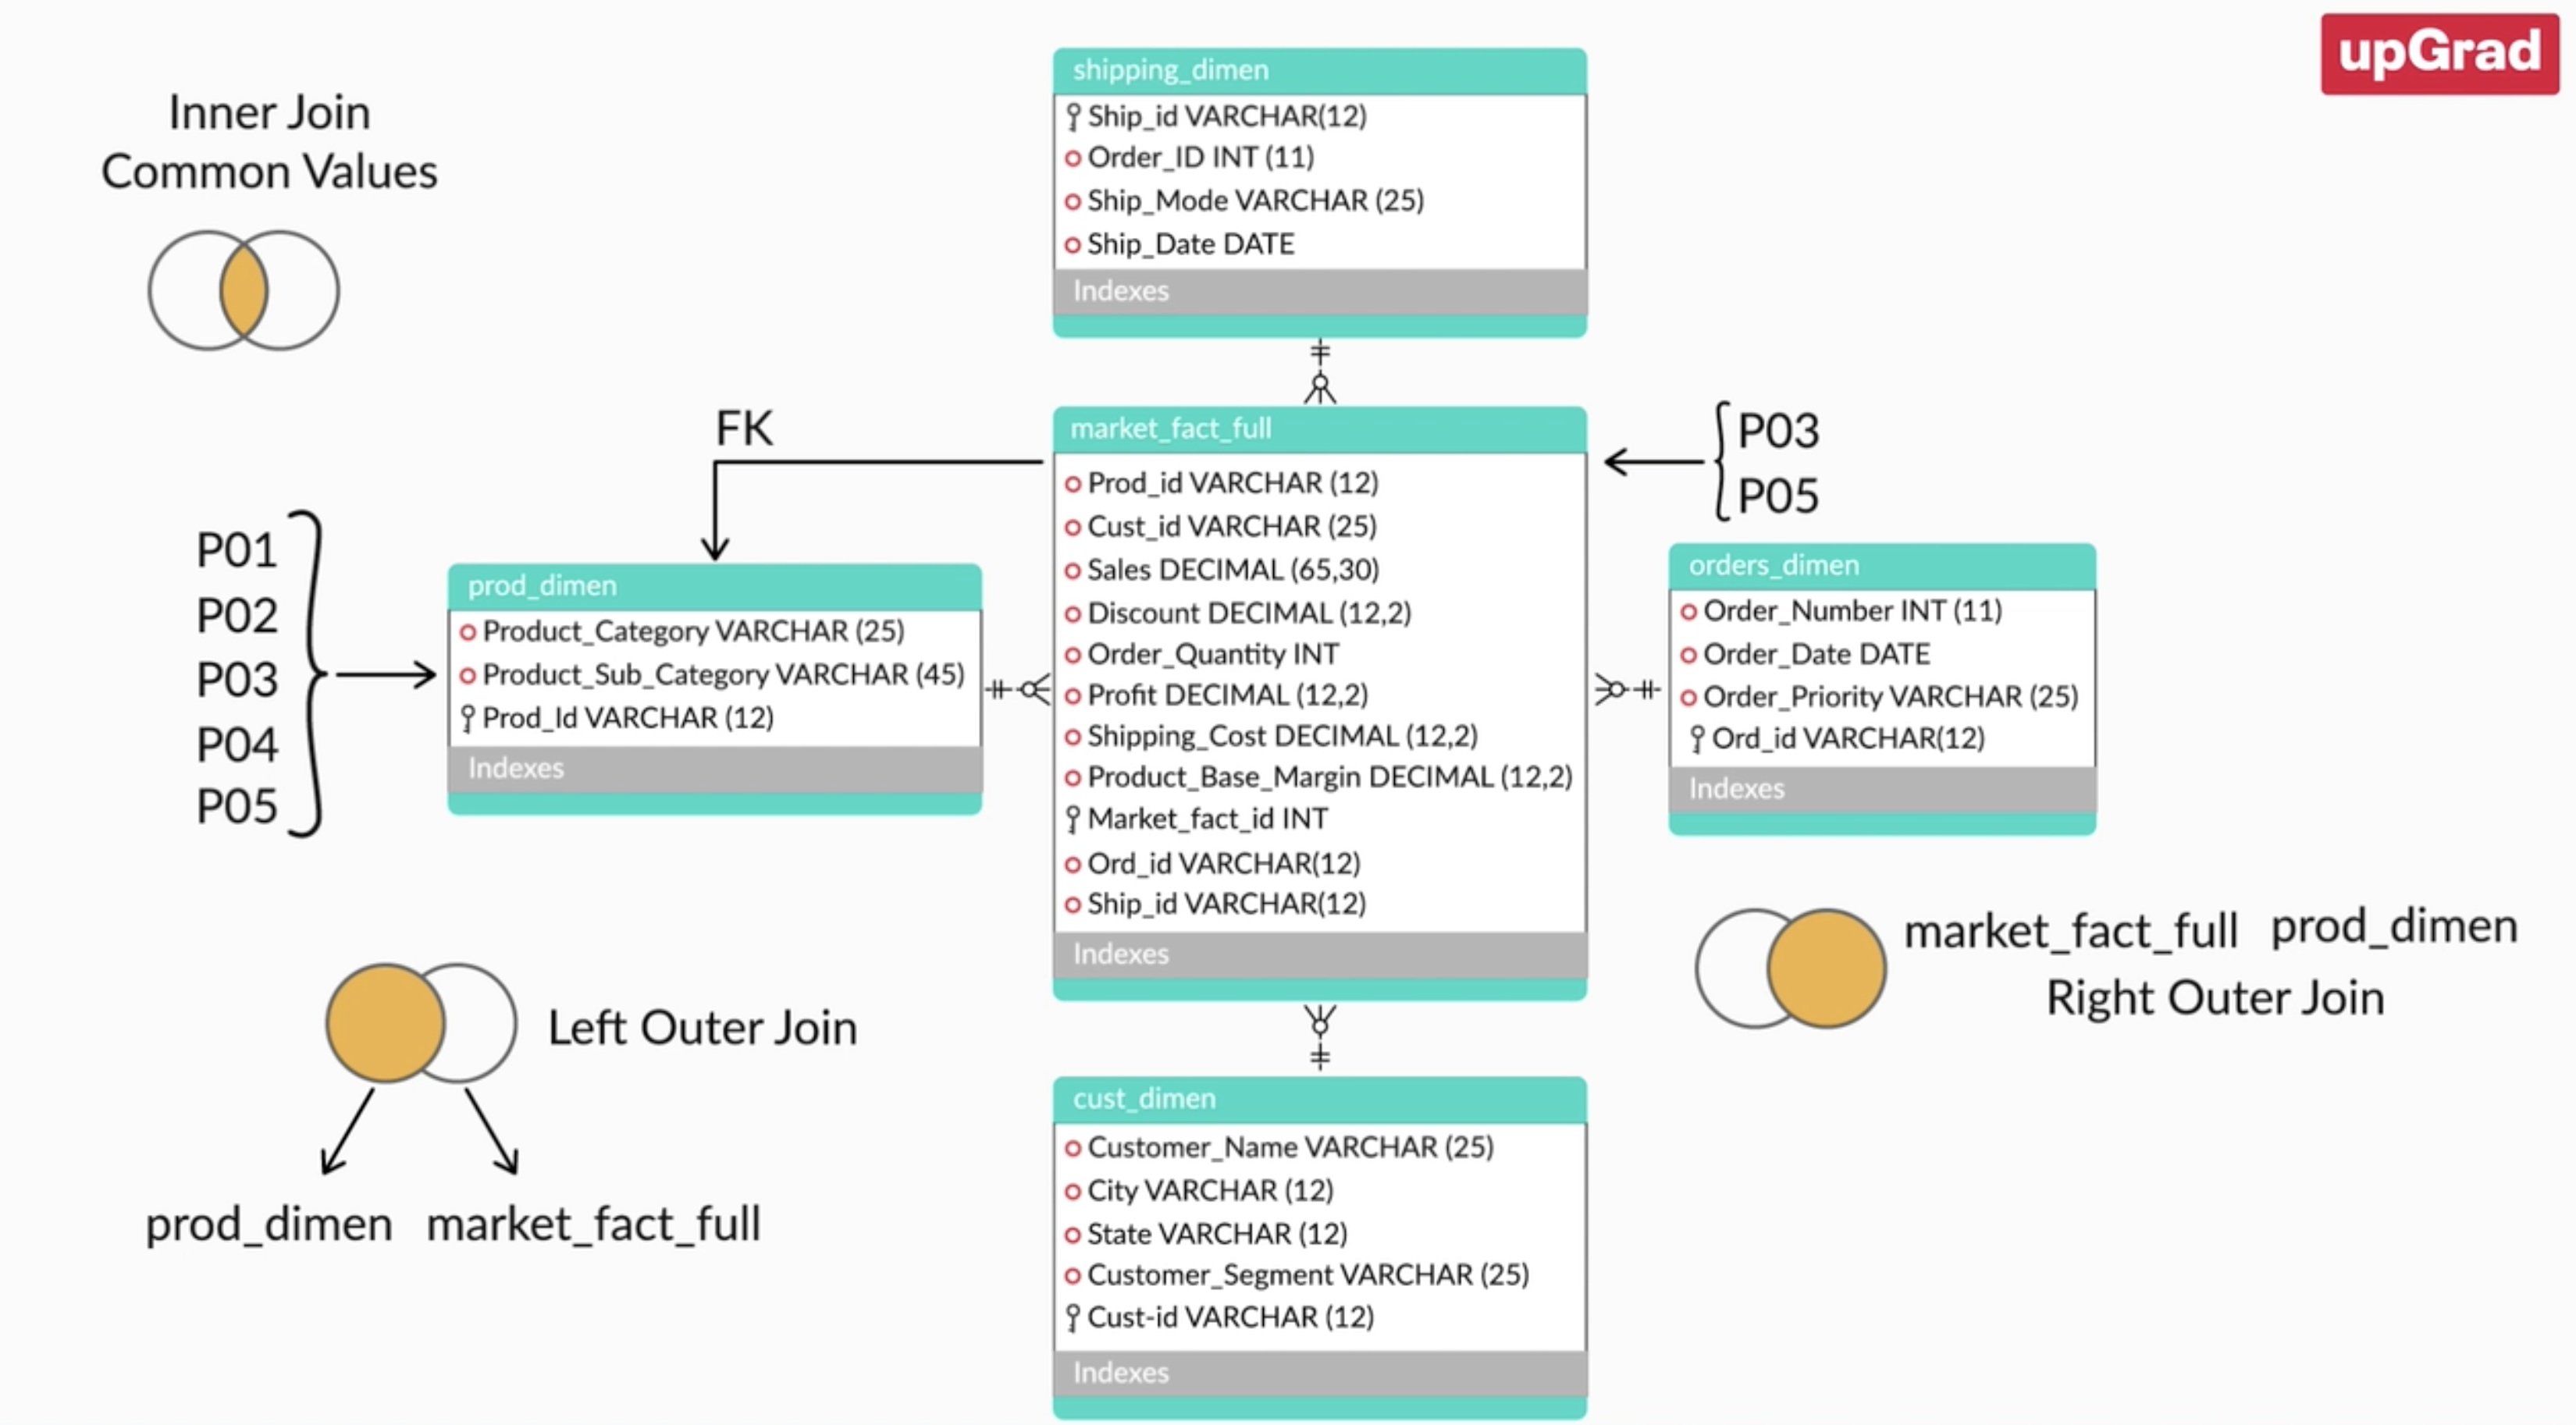 upGrad
Inner Join
Common Values
shipping_dimen
Ship_id VARCHAR(12)
Order_ID INT (11)
Ship_Mode VARCHAR (25)
Ship_Date DATE
Indexes
FK
market_fact_full
Prod_id VARCHAR (12)
Cust_id VARCHAR (25)
Sales DECIMAL (65,30)
Discount DECIMAL (12,2)
Order_Quantity INT
Profit DECIMAL (12,2)
Shipping_Cost DECIMAL (12,2)
Product_Base_Margin DECIMAL (12,2)
Market_fact_id INT
Ord_id VARCHAR(12)
Ship_id VARCHAR(12)
Indexes
P03
P05
P01
P02
P03
P04
P05
prod_dimen
Product_Category VARCHAR (25)
Product_Sub_Category VARCHAR (45)
Prod_Id VARCHAR (12)
Indexes
orders_dimen
Order_Number INT (11)
Order_Date DATE
Order_Priority VARCHAR (25)
Ord_id VARCHAR(12)
Indexes
market_fact_full prod_dimen
Right Outer Join
Left Outer Join
prod_dimen market_fact_full
cust_dimen
Customer_Name VARCHAR (25)
City VARCHAR (12)
State VARCHAR (12)
Customer_Segment VARCHAR (25)
Cust-id VARCHAR (12)
Indexes